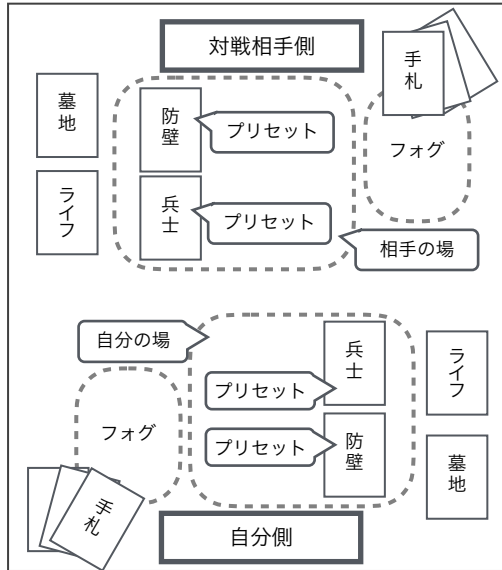 対戦相手側
手札
墓地
防壁
プリセット
フォグ
ライフ
兵士
プリセット
相手の場
自分の場
兵士
ライフ
プリセット
フォグ
プリセット
防壁
墓地
手札
自分側